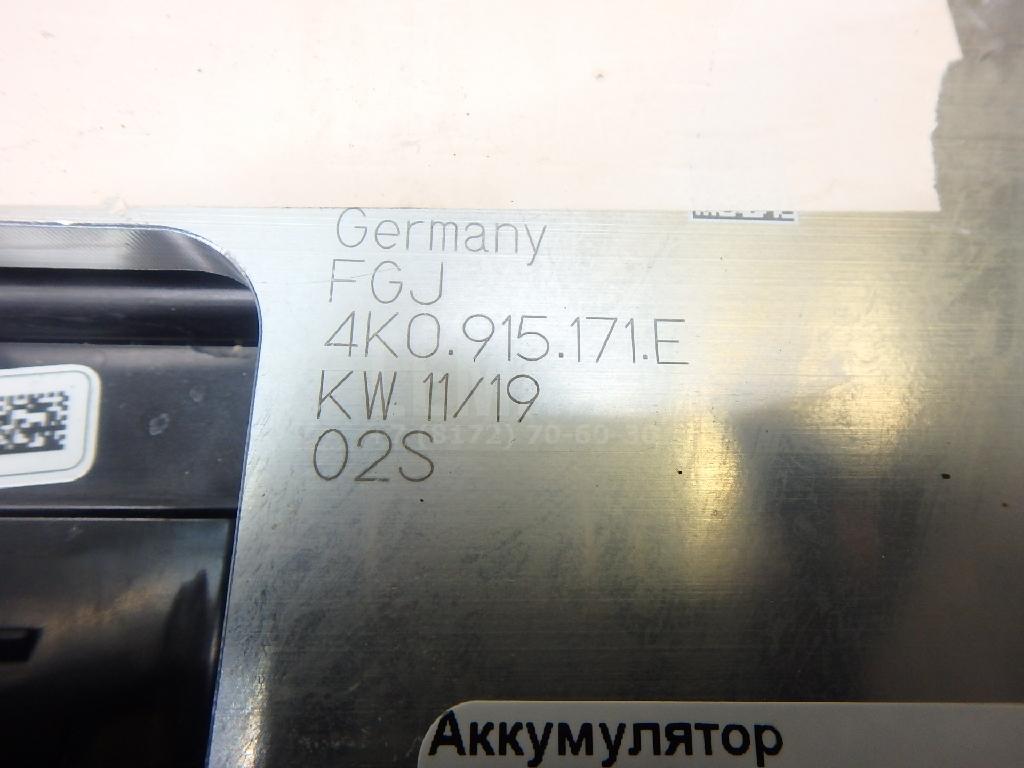 Germany
FGJ
4K0.915.171.E
KW 11/19
02S
Аккумулятор